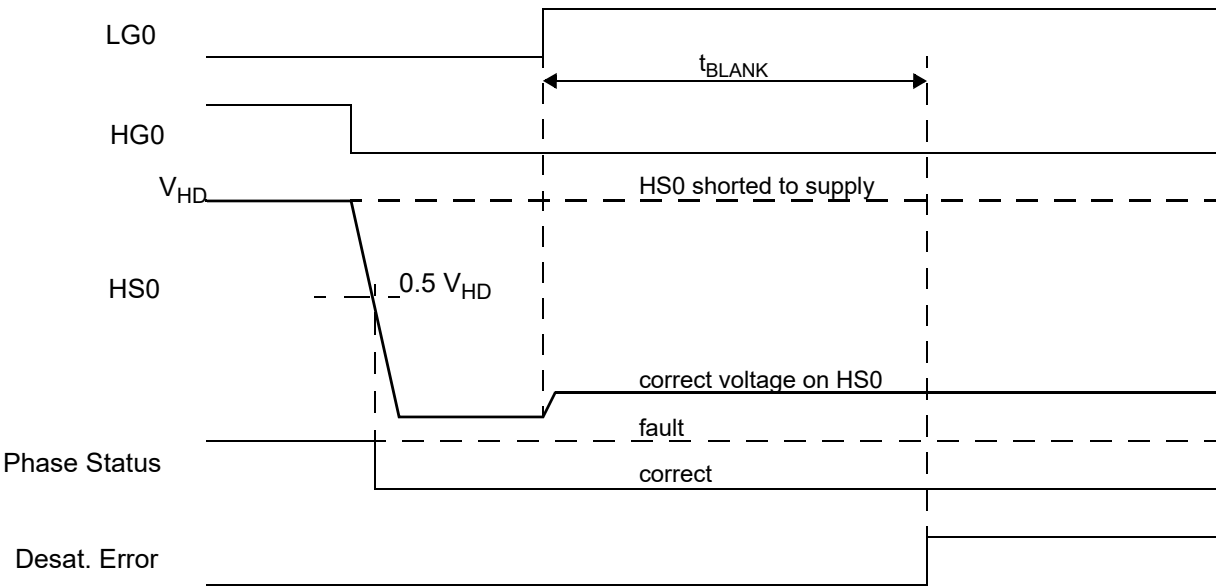 LG0
tBLANK
HG0
VHD
HS0 shorted to supply
HS0
0.5 VHD
correct voltage on HS0
fault
Phase Status
correct
Desat. Error